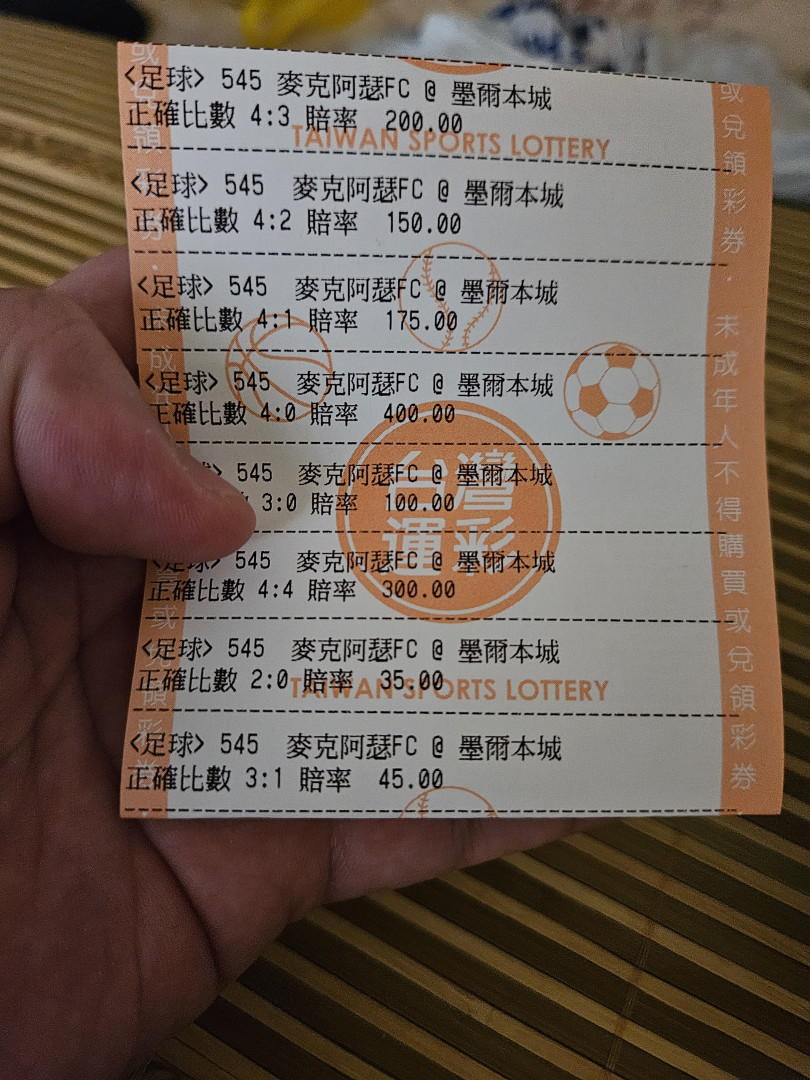 <足球> 545 麥克阿瑟FC @ 墨爾本城
正確比數 4:3 賠率 200.00
TAIWAN SPORTS LOTTERY
<足球> 545 麥克阿瑟FC @ 墨爾本城
正確比數 4:2 賠率 150.00
<足球> 545 麥克阿瑟FC @ 墨爾本城
正確比數 4:1 賠率 175.00
<足球> 545 麥克阿瑟FC @ 墨爾本城
正確比數 4:0 賠率 400.00
球> 545 麥克阿瑟FC @ 墨爾本城
3:0 賠率 100.00
台灣
運彩
<足球> 545 麥克阿瑟FC @ 墨爾本城
正確比數 4:4 賠率 300.00
<足球> 545 麥克阿瑟FC @ 墨爾本城
正確比數 2:0 賠率 35.00
TAIWAN SPORTS LOTTERY
<足球> 545 麥克阿瑟FC @ 墨爾本城
正確比數 3:1 賠率 45.00
或兌領彩券.未成年人不得購買或兌領彩券